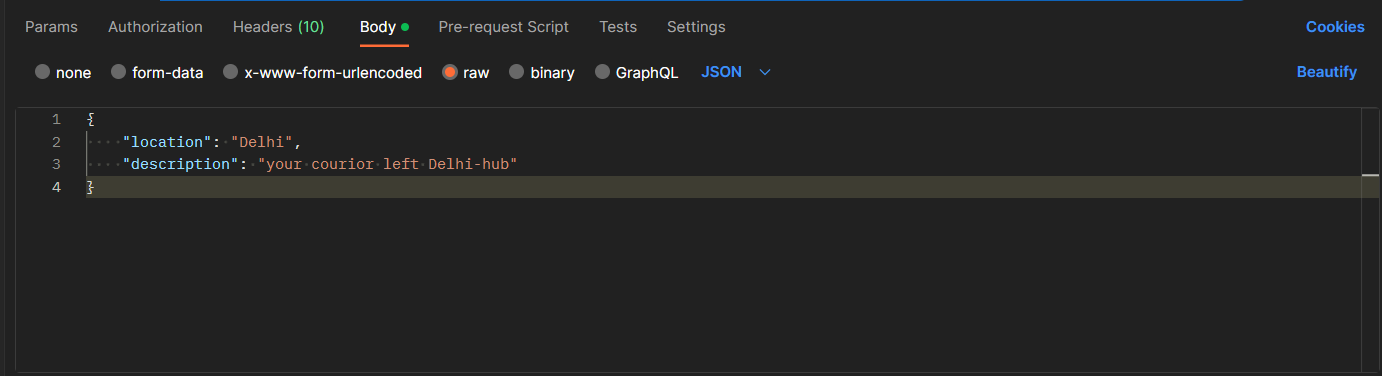 Params Authorization Headers (10) Body Pre-request Script Tests Settings Cookies
none form-data x-www-form-urlencoded raw binary GraphQL JSON Beautify
1 {
2 "location": "Delhi",
3 "description": "your courior left Delhi-hub"
4 }